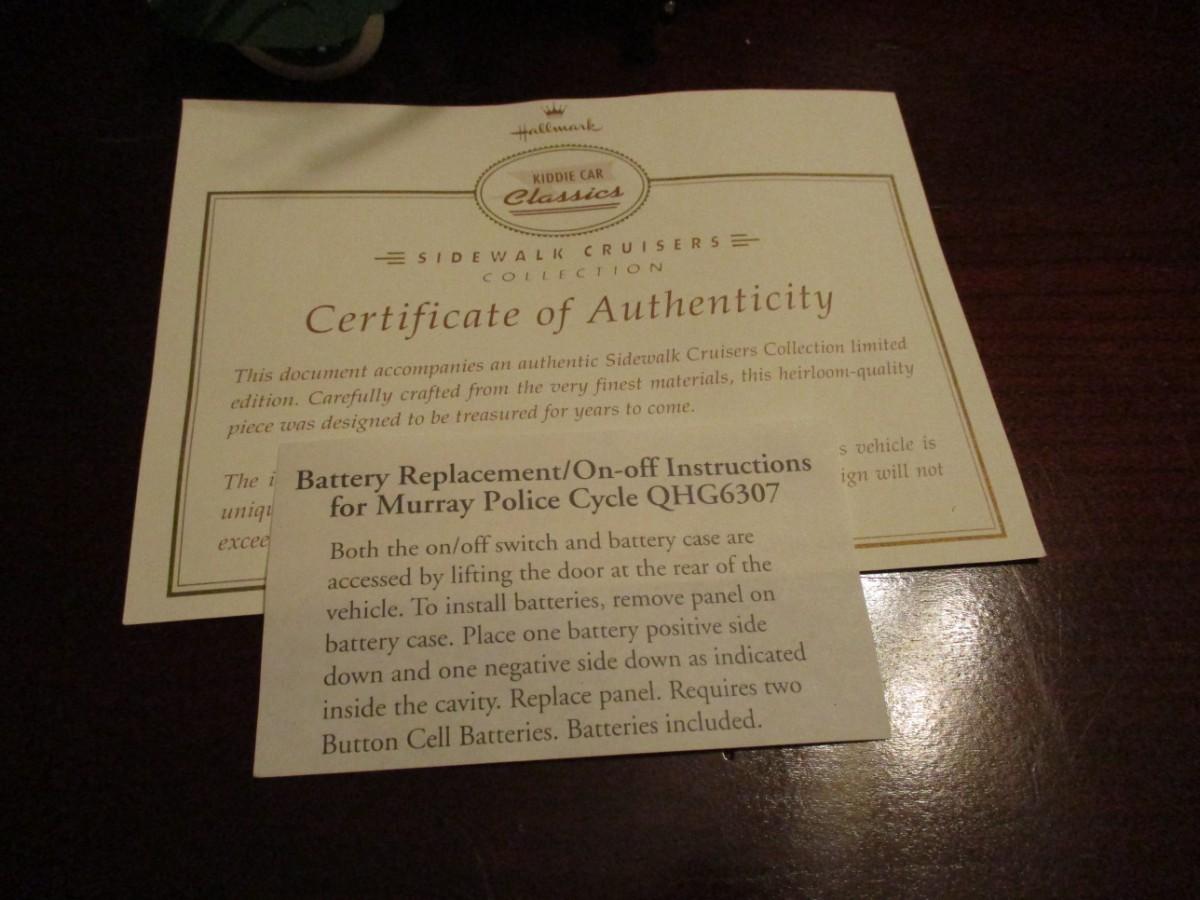 Hallmark
KIDDIE CAR
Classics
SIDEWALK CRUISERS
COLLECTION
Certificate of Authenticity
This document accompanies an authentic Sidewalk Cruisers Collection limited
edition. Carefully crafted from the very finest materials, this heirloom-quality
piece was designed to be treasured for years to come.
The
vehicle is
will not
Battery Replacement/On-off Instructions
for Murray Police Cycle QHG6307
Both the on/off switch and battery case are
accessed by lifting the door at the rear of the
vehicle. To install batteries, remove panel on
battery case. Place one battery positive side
down and one negative side down as indicated
inside the cavity. Replace panel. Requires two
Button Cell Batteries. Batteries included.